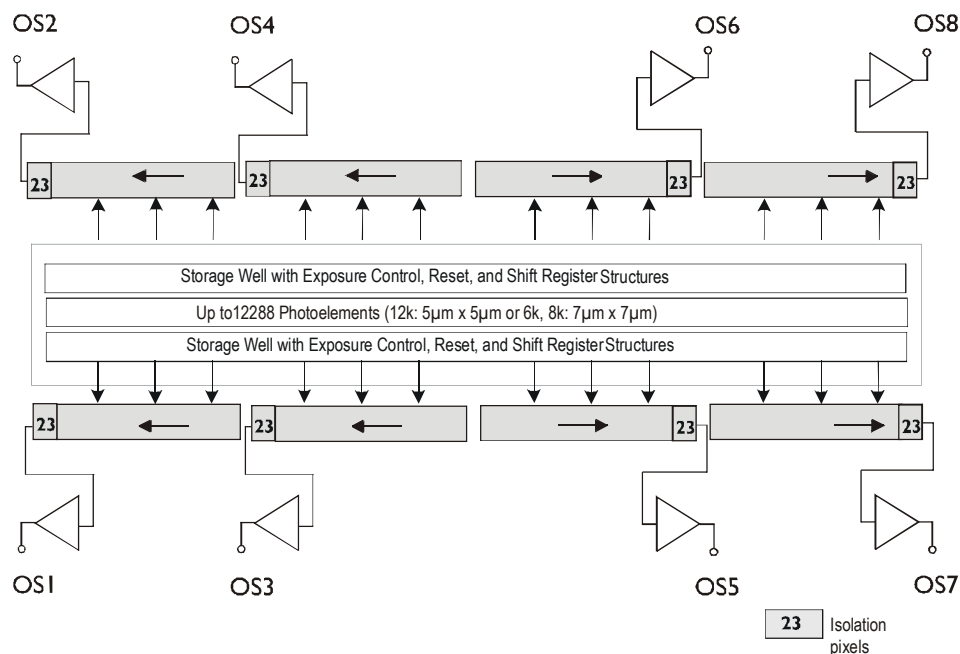 OS2 OS4 OS6 OS8
23 23 23 23
Storage Well with Exposure Control, Reset, and Shift Register Structures
Up to12288 Photoelements (12k: 5µm x 5µm or 6k, 8k: 7µm x 7µm)
Storage Well with Exposure Control, Reset, and Shift Register Structures
23 23 23 23
OS1 OS3 OS5 OS7
23 Isolation
pixels